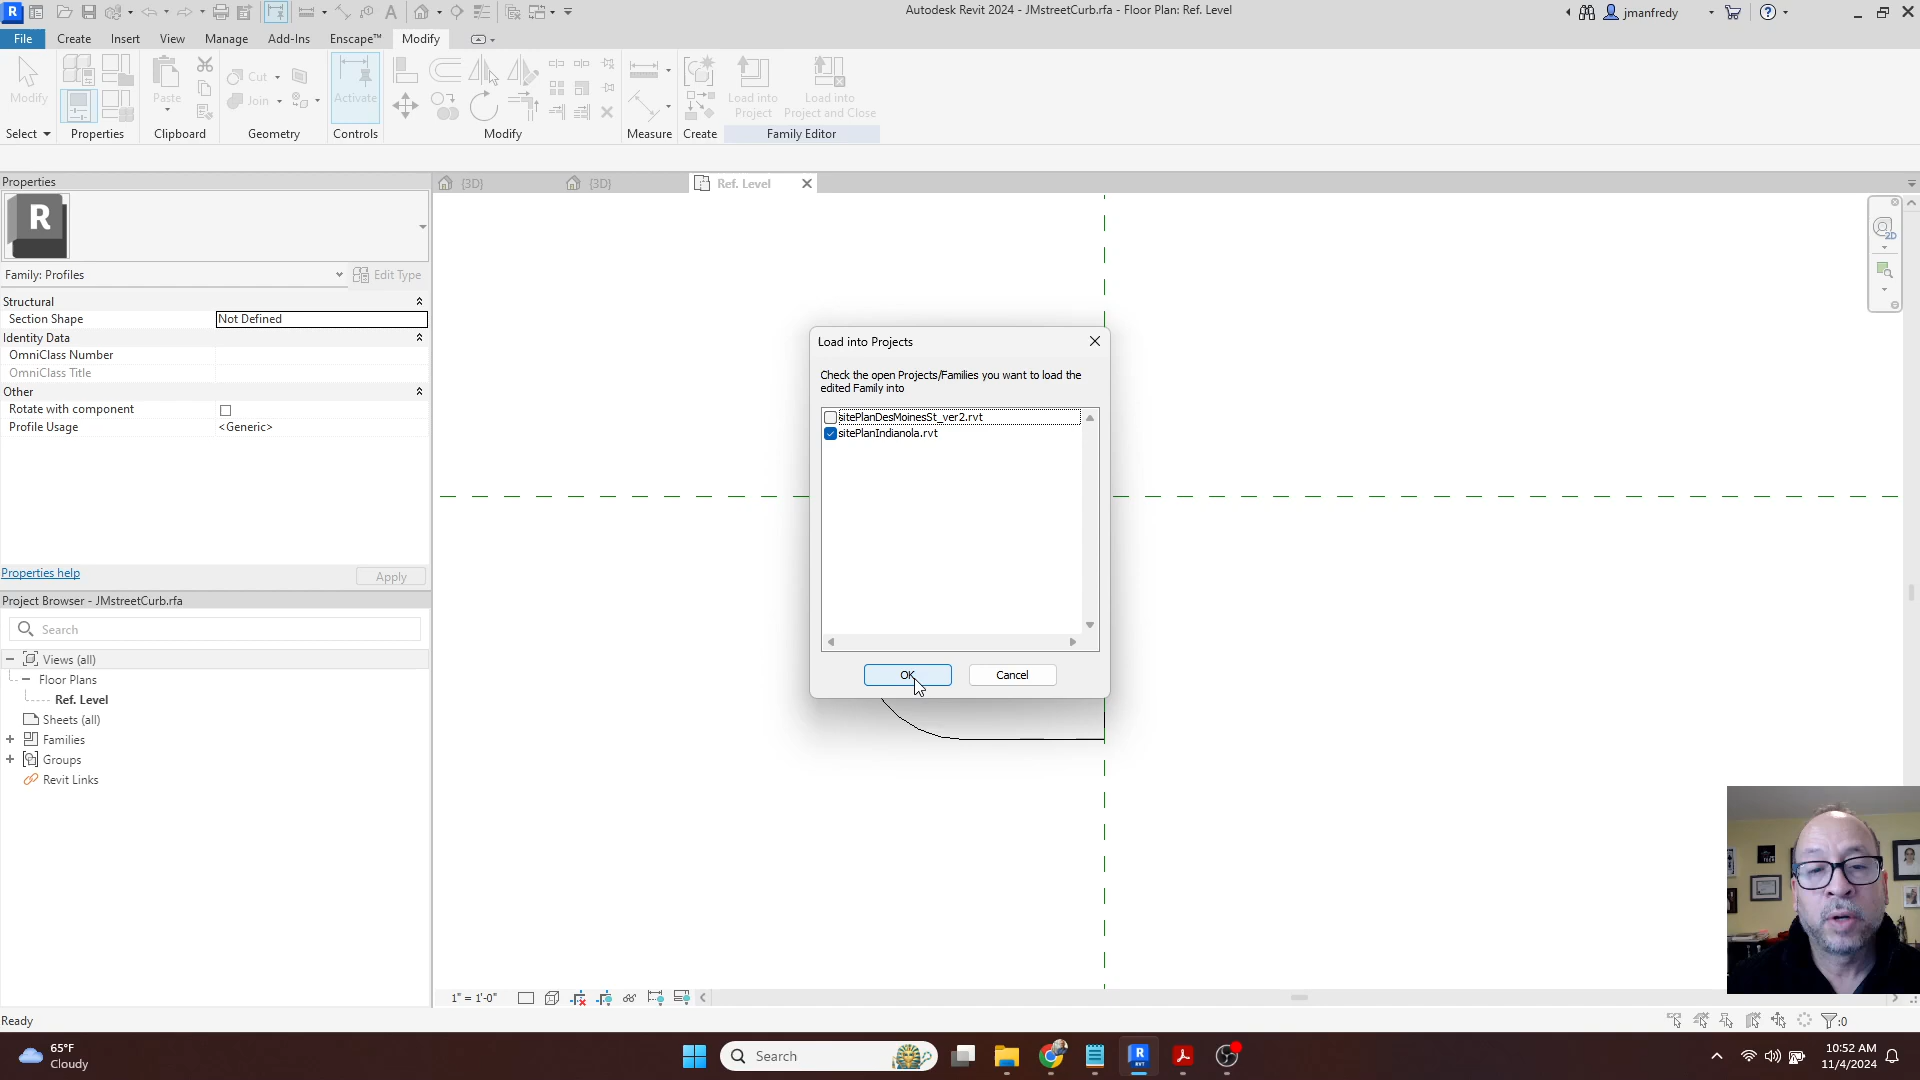 Autodesk Revit 2024 - JMstreetCurb.rfa - Floor Plan: Ref. Level
jmanfredy
File
Create
Insert
View
Manage
Add-Ins
Enscape™
Modify
Modify
Paste
Cut
Join
Activate
Load into
Project
Load into
Project and Close
Select
Properties
Clipboard
Geometry
Controls
Modify
Measure
Create
Family Editor
Properties
{3D}
{3D}
Ref. Level
R
2D
Family: Profiles
Edit Type
Structural
Section Shape
Not Defined
Identity Data
OmniClass Number
OmniClass Title
Other
Rotate with component
Profile Usage
<Generic>
Load into Projects
Check the open Projects/Families you want to load the
edited Family into
sitePlanDesMoinesSt_ver2.rvt
sitePlanIndianola.rvt
OK
Cancel
Properties help
Apply
Project Browser - JMstreetCurb.rfa
Search
Views (all)
Floor Plans
Ref. Level
Sheets (all)
Families
Groups
Revit Links
1" = 1'-0"
Ready
:0
65°F
Cloudy
Search
10:52 AM
11/4/2024